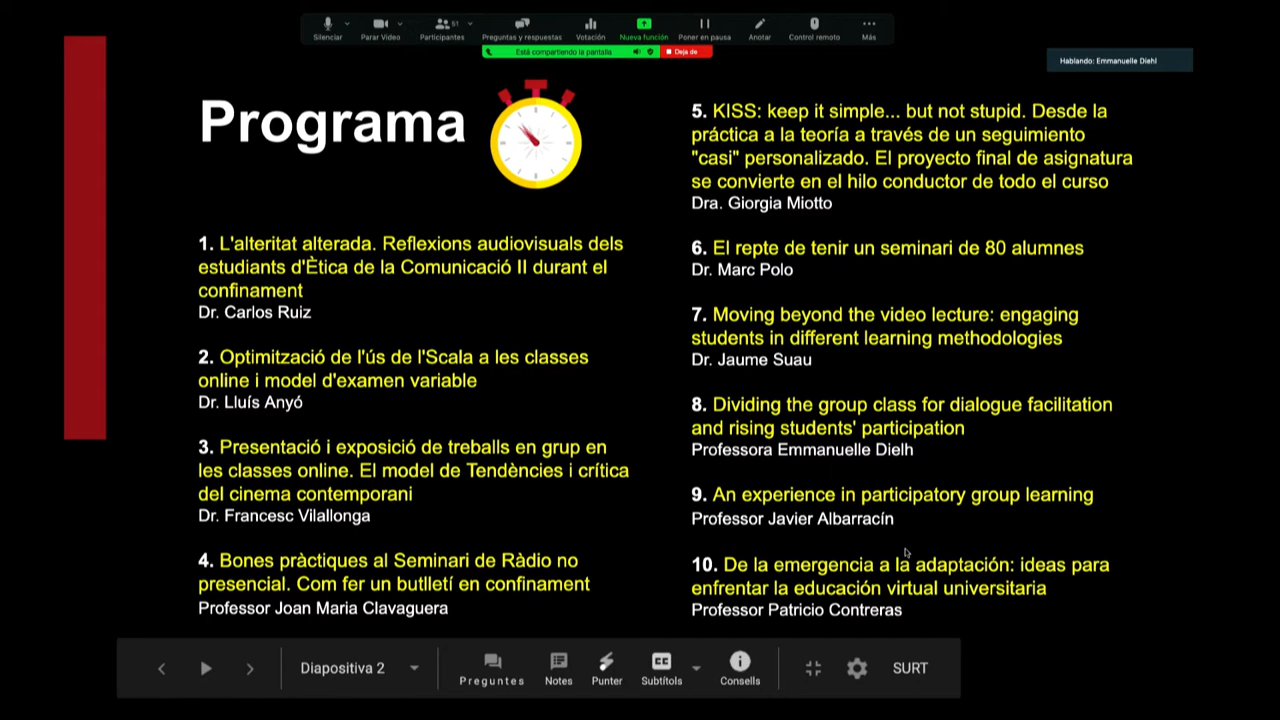 51
Silenciar
Parar Video
Participantes
Preguntas y respuestas
Votación
Nueva función
Poner en pausa
Anotar
Control remoto
Más
Está compartiendo la pantalla
Deja de
Hablando: Emmanuelle Diehl
Programa
1. L'alteritat alterada. Reflexions audiovisuals dels
estudiants d'Ètica de la Comunicació II durant el
confinament
Dr. Carlos Ruiz
2. Optimització de l'ús de l'Scala a les classes
online i model d'examen variable
Dr. Lluís Anyó
3. Presentació i exposició de treballs en grup en
les classes online. El model de Tendències i crítica
del cinema contemporani
Dr. Francesc Vilallonga
4. Bones pràctiques al Seminari de Ràdio no
presencial. Com fer un butlletí en confinament
Professor Joan Maria Clavaguera
5. KISS: keep it simple... but not stupid. Desde la
práctica a la teoría a través de un seguimiento
"casi" personalizado. El proyecto final de asignatura
se convierte en el hilo conductor de todo el curso
Dra. Giorgia Miotto
6. El repte de tenir un seminari de 80 alumnes
Dr. Marc Polo
7. Moving beyond the video lecture: engaging
students in different learning methodologies
Dr. Jaume Suau
8. Dividing the group class for dialogue facilitation
and rising students' participation
Professora Emmanuelle Dielh
9. An experience in participatory group learning
Professor Javier Albarracín
10. De la emergencia a la adaptación: ideas para
enfrentar la educación virtual universitaria
Professor Patricio Contreras
Diapositiva 2
Preguntes
Notes
Punter
CC
Subtítols
Consells
SURT